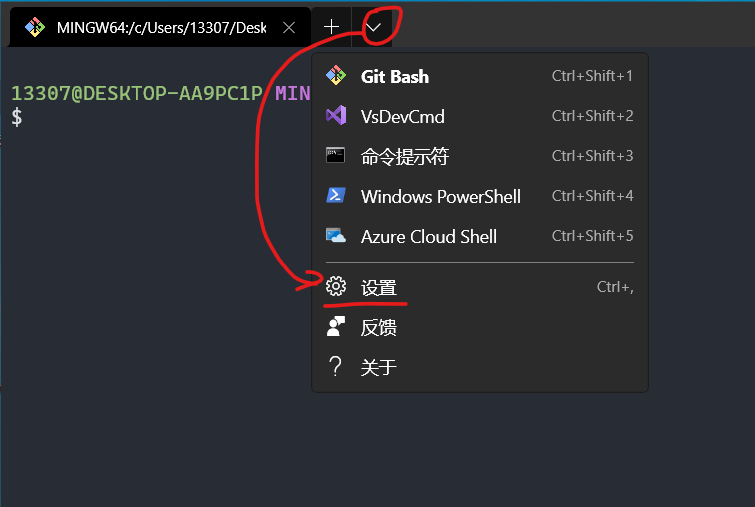 MINGW64:/c/Users/13307/Desk
13307@DESKTOP-AA9PC1P MIN
$
Git Bash Ctrl+Shift+1
VsDevCmd Ctrl+Shift+2
命令提示符 Ctrl+Shift+3
Windows PowerShell Ctrl+Shift+4
Azure Cloud Shell Ctrl+Shift+5
设置 Ctrl+,
反馈
关于